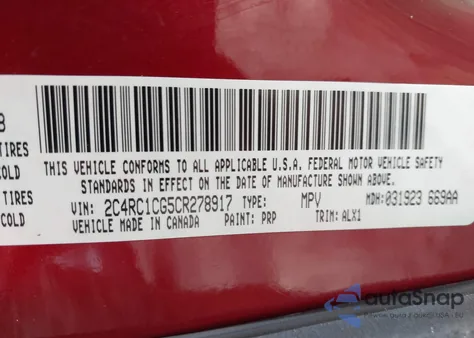 8
TIRES
COLD
TIRES
COLD
THIS VEHICLE CONFORMS TO ALL APPLICABLE U.S.A. FEDERAL MOTOR VEHICLE SAFETY
STANDARDS IN EFFECT ON THE DATE OF MANUFACTURE SHOWN ABOVE.
VIN: 2C4RC1CG5CR278917 TYPE: MPV MDH:031923 669AA
VEHICLE MADE IN CANADA PAINT: PRP TRIM: ALX1
autoSnap